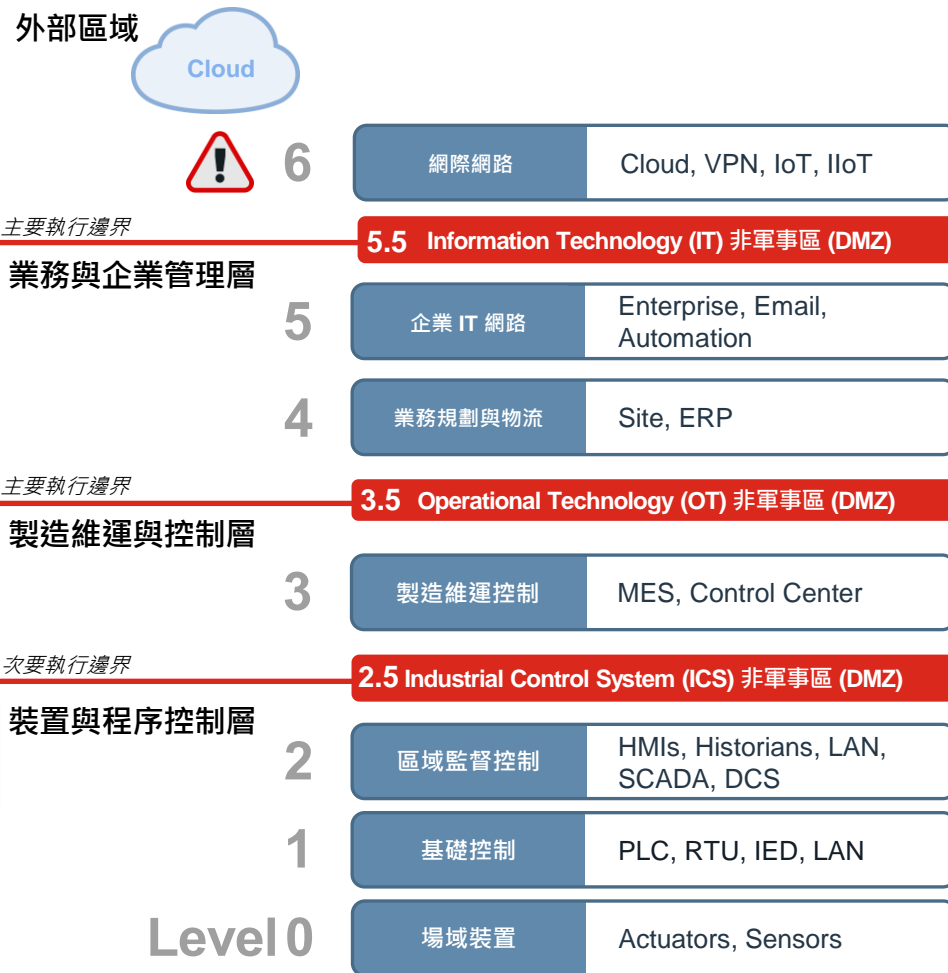 外部區域
Cloud
6
網際網路
Cloud, VPN, IoT, IIoT
主要執行邊界
5.5 Information Technology (IT) 非軍事區 (DMZ)
業務與企業管理層
5
企業 IT 網路
Enterprise, Email,
Automation
4
業務規劃與物流
Site, ERP
主要執行邊界
3.5 Operational Technology (OT) 非軍事區 (DMZ)
製造維運與控制層
3
製造維運控制
MES, Control Center
次要執行邊界
2.5 Industrial Control System (ICS) 非軍事區 (DMZ)
裝置與程序控制層
2
區域監督控制
HMIs, Historians, LAN,
SCADA, DCS
1
基礎控制
PLC, RTU, IED, LAN
Level 0
場域裝置
Actuators, Sensors